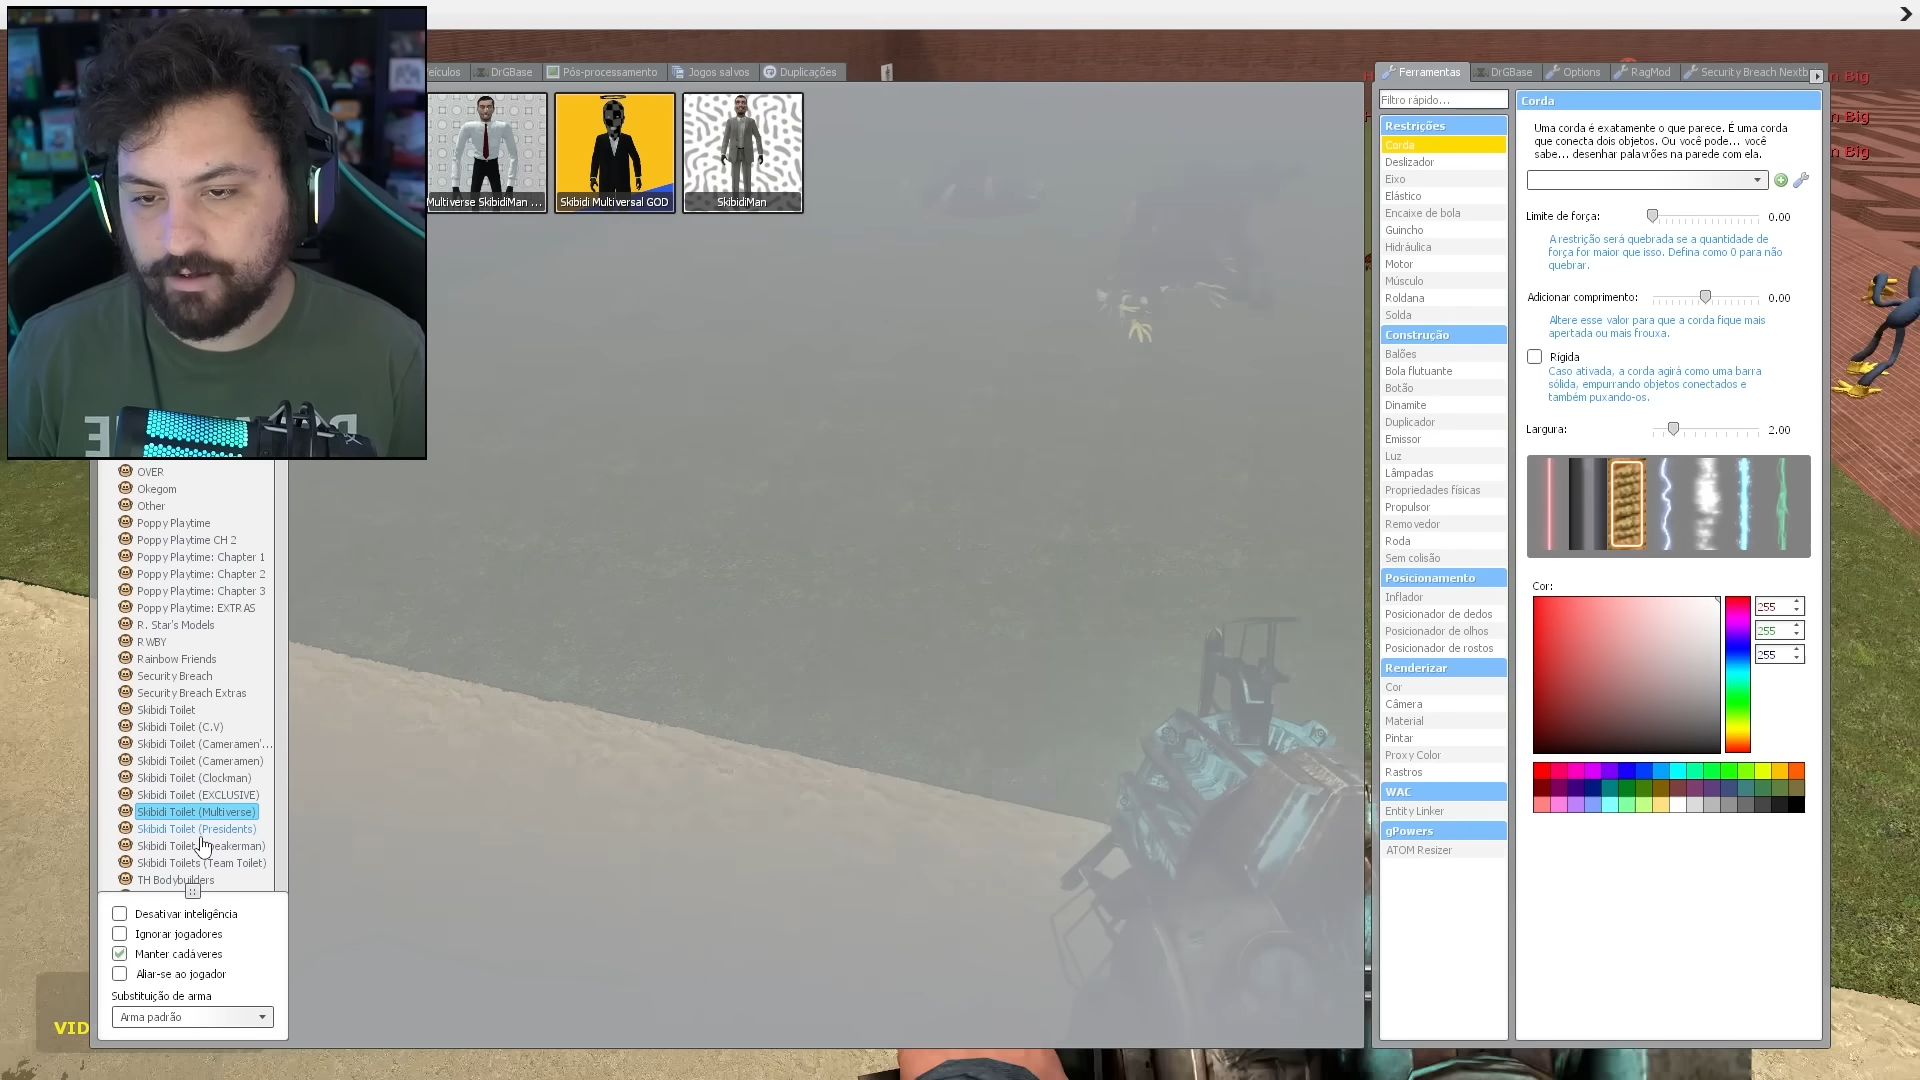 eículos
DrGBase
Pós-processamento
Jogos salvos
Duplicações
Multiverse SkibidiMan ...
Skibidi Multiversal GOD
SkibidiMan
OVER
Okegom
Other
Poppy Playtime
Poppy Playtime CH 2
Poppy Playtime: Chapter 1
Poppy Playtime: Chapter 2
Poppy Playtime: Chapter 3
Poppy Playtime: EXTRAS
R. Star's Models
RWBY
Rainbow Friends
Security Breach
Security Breach Extras
Skibidi Toilet
Skibidi Toilet (C.V)
Skibidi Toilet (Cameramen'...
Skibidi Toilet (Cameramen)
Skibidi Toilet (Clockman)
Skibidi Toilet (EXCLUSIVE)
Skibidi Toilet (Multiverse)
Skibidi Toilet (Presidents)
Skibidi Toilet eakerman)
Skibidi Toilets (Team Toilet)
TH Bodybuilders
Desativar inteligência
Ignorar jogadores
Manter cadáveres
Aliar-se ao jogador
Substituição de arma
Arma padrão
VID
Ferramentas
DrGBase
Options
RagMod
Security Breach Nextb
Filtro rápido...
Restrições
Corda
Deslizador
Eixo
Elástico
Encaixe de bola
Guincho
Hidráulica
Motor
Músculo
Roldana
Solda
Construção
Balões
Bola flutuante
Botão
Dinamite
Duplicador
Emissor
Luz
Lâmpadas
Propriedades físicas
Propulsor
Removedor
Roda
Sem colisão
Posicionamento
Inflador
Posicionador de dedos
Posicionador de olhos
Posicionador de rostos
Renderizar
Cor
Câmera
Material
Pintar
Proxy Color
Rastros
WAC
Entity Linker
gPowers
ATOM Resizer
Corda
Uma corda é exatamente o que parece. É uma corda
que conecta dois objetos. Ou você pode... você
sabe... desenhar palavrões na parede com ela.
Limite de força: 0.00
A restrição será quebrada se a quantidade de
força for maior que isso. Defina como 0 para não
quebrar.
Adicionar comprimento: 0.00
Altere esse valor para que a corda fique mais
apertada ou mais frouxa.
Rígida
Caso ativada, a corda agirá como uma barra
sólida, empurrando objetos conectados e
também puxando-os.
Largura: 2.00
Cor:
255
255
255
n Big
n Big
n Big